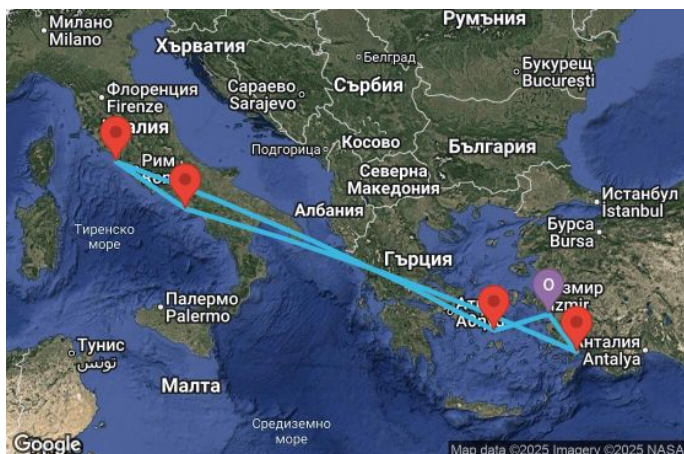 Милано
Milano
Хърватия
Румъния
Белград
Букурещ
București
Сараево
Sarajevo
Сърбия
Флоренция
Firenze
Подгорица
Косово
България
Рим
Северна
Македония
Истанбул
İstanbul
Албания
Бурса
Bursa
Тиренско
море
Гърция
O
Палермо
Palermo
Анталия
Antalya
Тунис
تونس
Малта
Средиземно
море
Google
Map data ©2025 Imagery ©2025 NASA